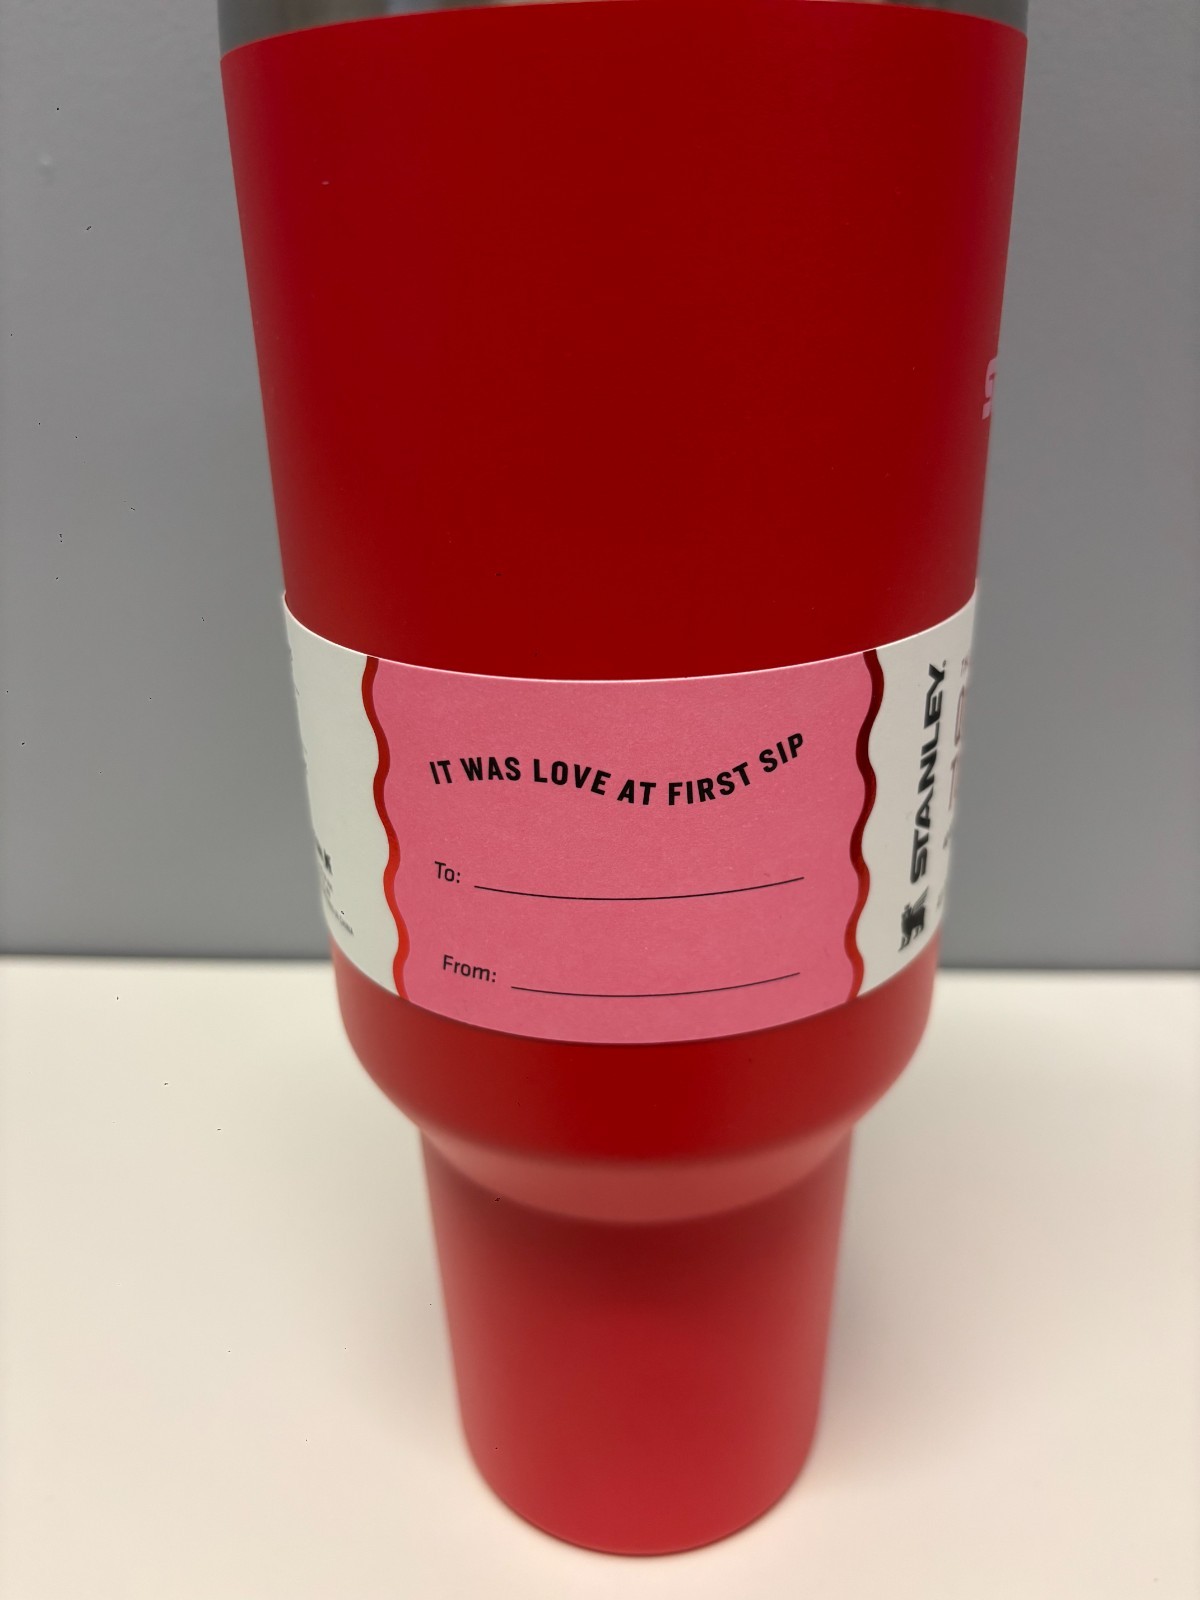 IT WAS LOVE AT FIRST SIP
To:
From:
STANLEY